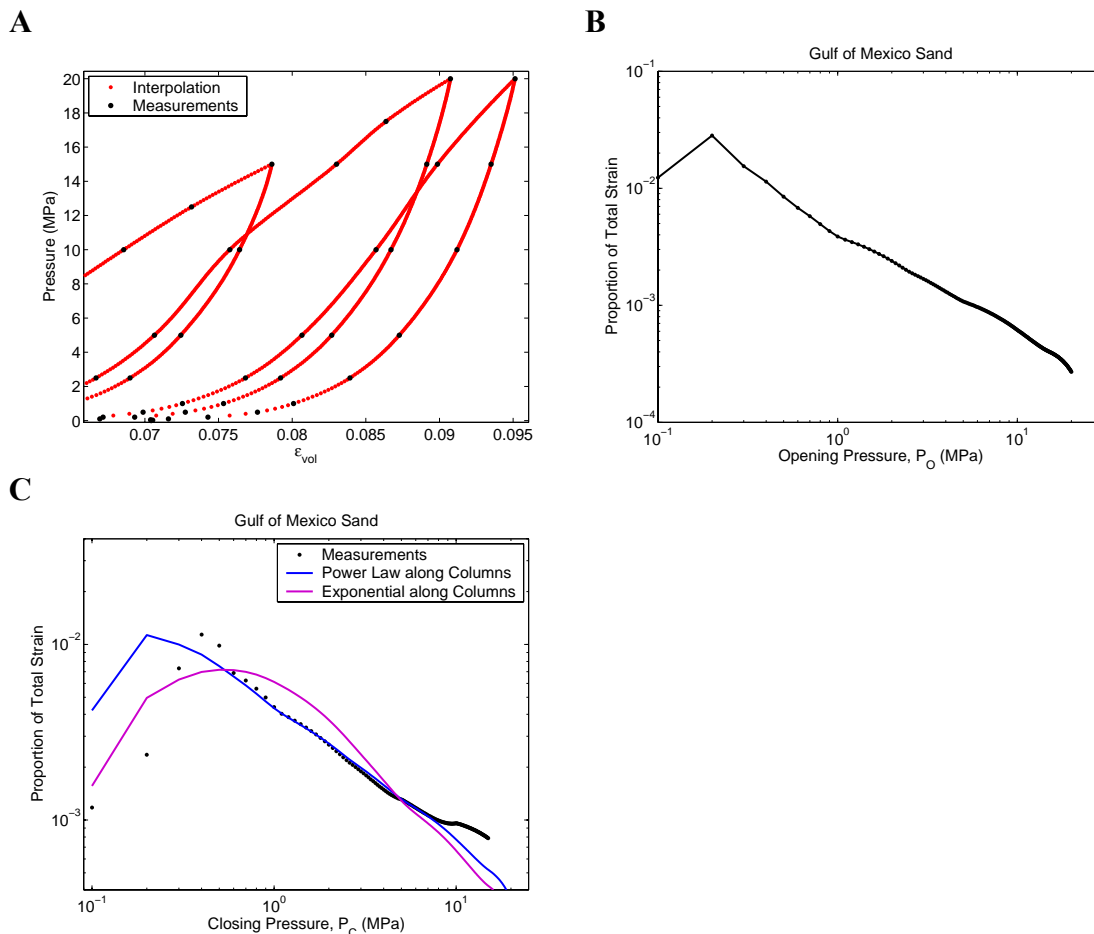 A
Interpolation
Measurements
20
18
16
14
12
10
8
6
4
2
0
Pressure (MPa)
0.07
0.075
0.08
0.085
0.09
0.095
εvol
B
Gulf of Mexico Sand
10^-1
10^-2
10^-3
10^-4
Proportion of Total Strain
10^-1
10^0
10^1
Opening Pressure, P_O (MPa)
C
Gulf of Mexico Sand
Measurements
Power Law along Columns
Exponential along Columns
10^-2
10^-3
Proportion of Total Strain
10^-1
10^0
10^1
Closing Pressure, P_C (MPa)